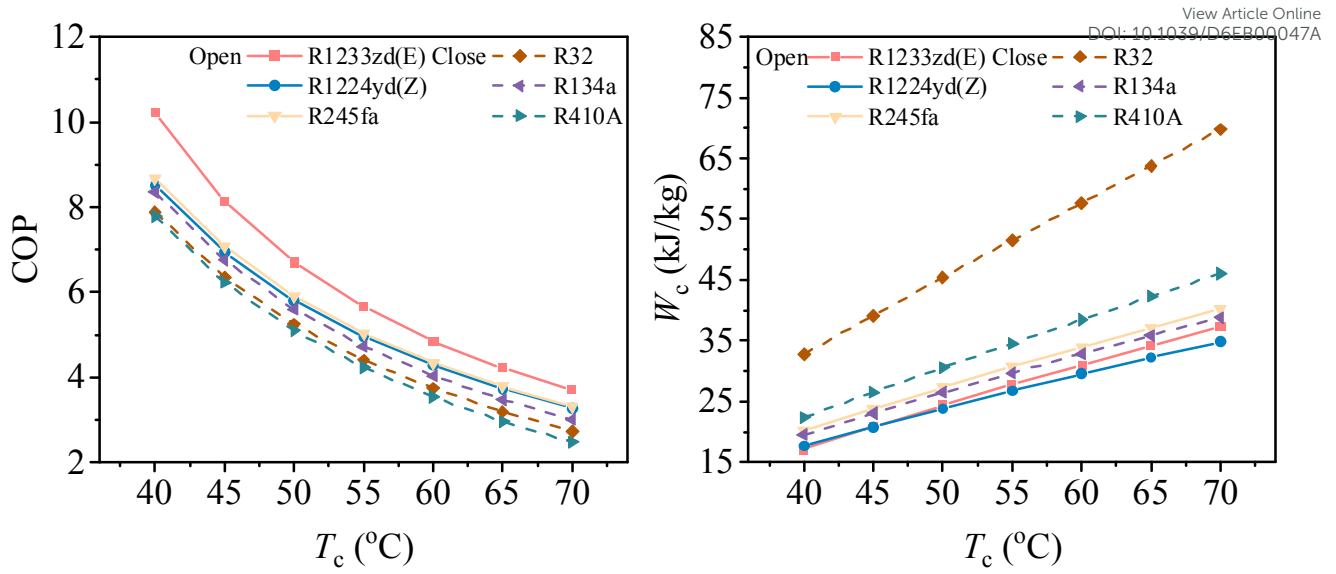 View Article Online
DOI: 10.1039/D6EB00047A
12
10
8
6
4
2
COP
Open R1233zd(E) Close R32
R1224yd(Z) R134a
R245fa R410A
40 45 50 55 60 65 70
Tc (°C)
85
75
65
55
45
35
25
15
Wc (kJ/kg)
Open R1233zd(E) Close R32
R1224yd(Z) R134a
R245fa R410A
40 45 50 55 60 65 70
Tc (°C)